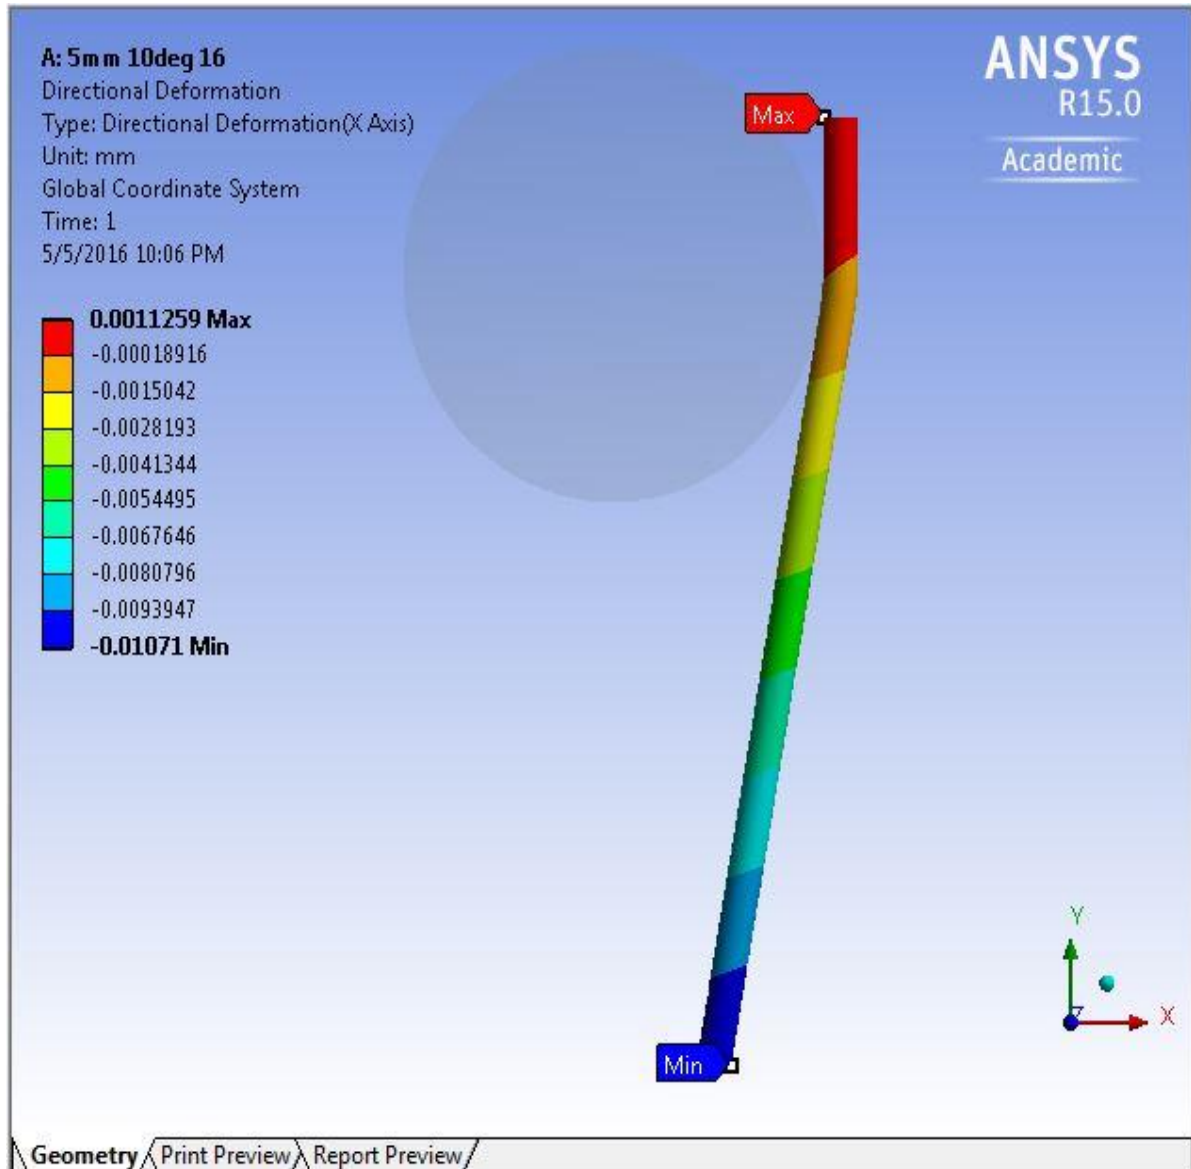 A: 5mm 10deg 16
Directional Deformation
Type: Directional Deformation(X Axis)
Unit: mm
Global Coordinate System
Time: 1
5/5/2016 10:06 PM
0.0011259 Max
-0.00018916
-0.0015042
-0.0028193
-0.0041344
-0.0054495
-0.0067646
-0.0080796
-0.0093947
-0.01071 Min
ANSYS
R15.0
Academic
Max
Min
Y
Z
X
Geometry Print Preview Report Preview